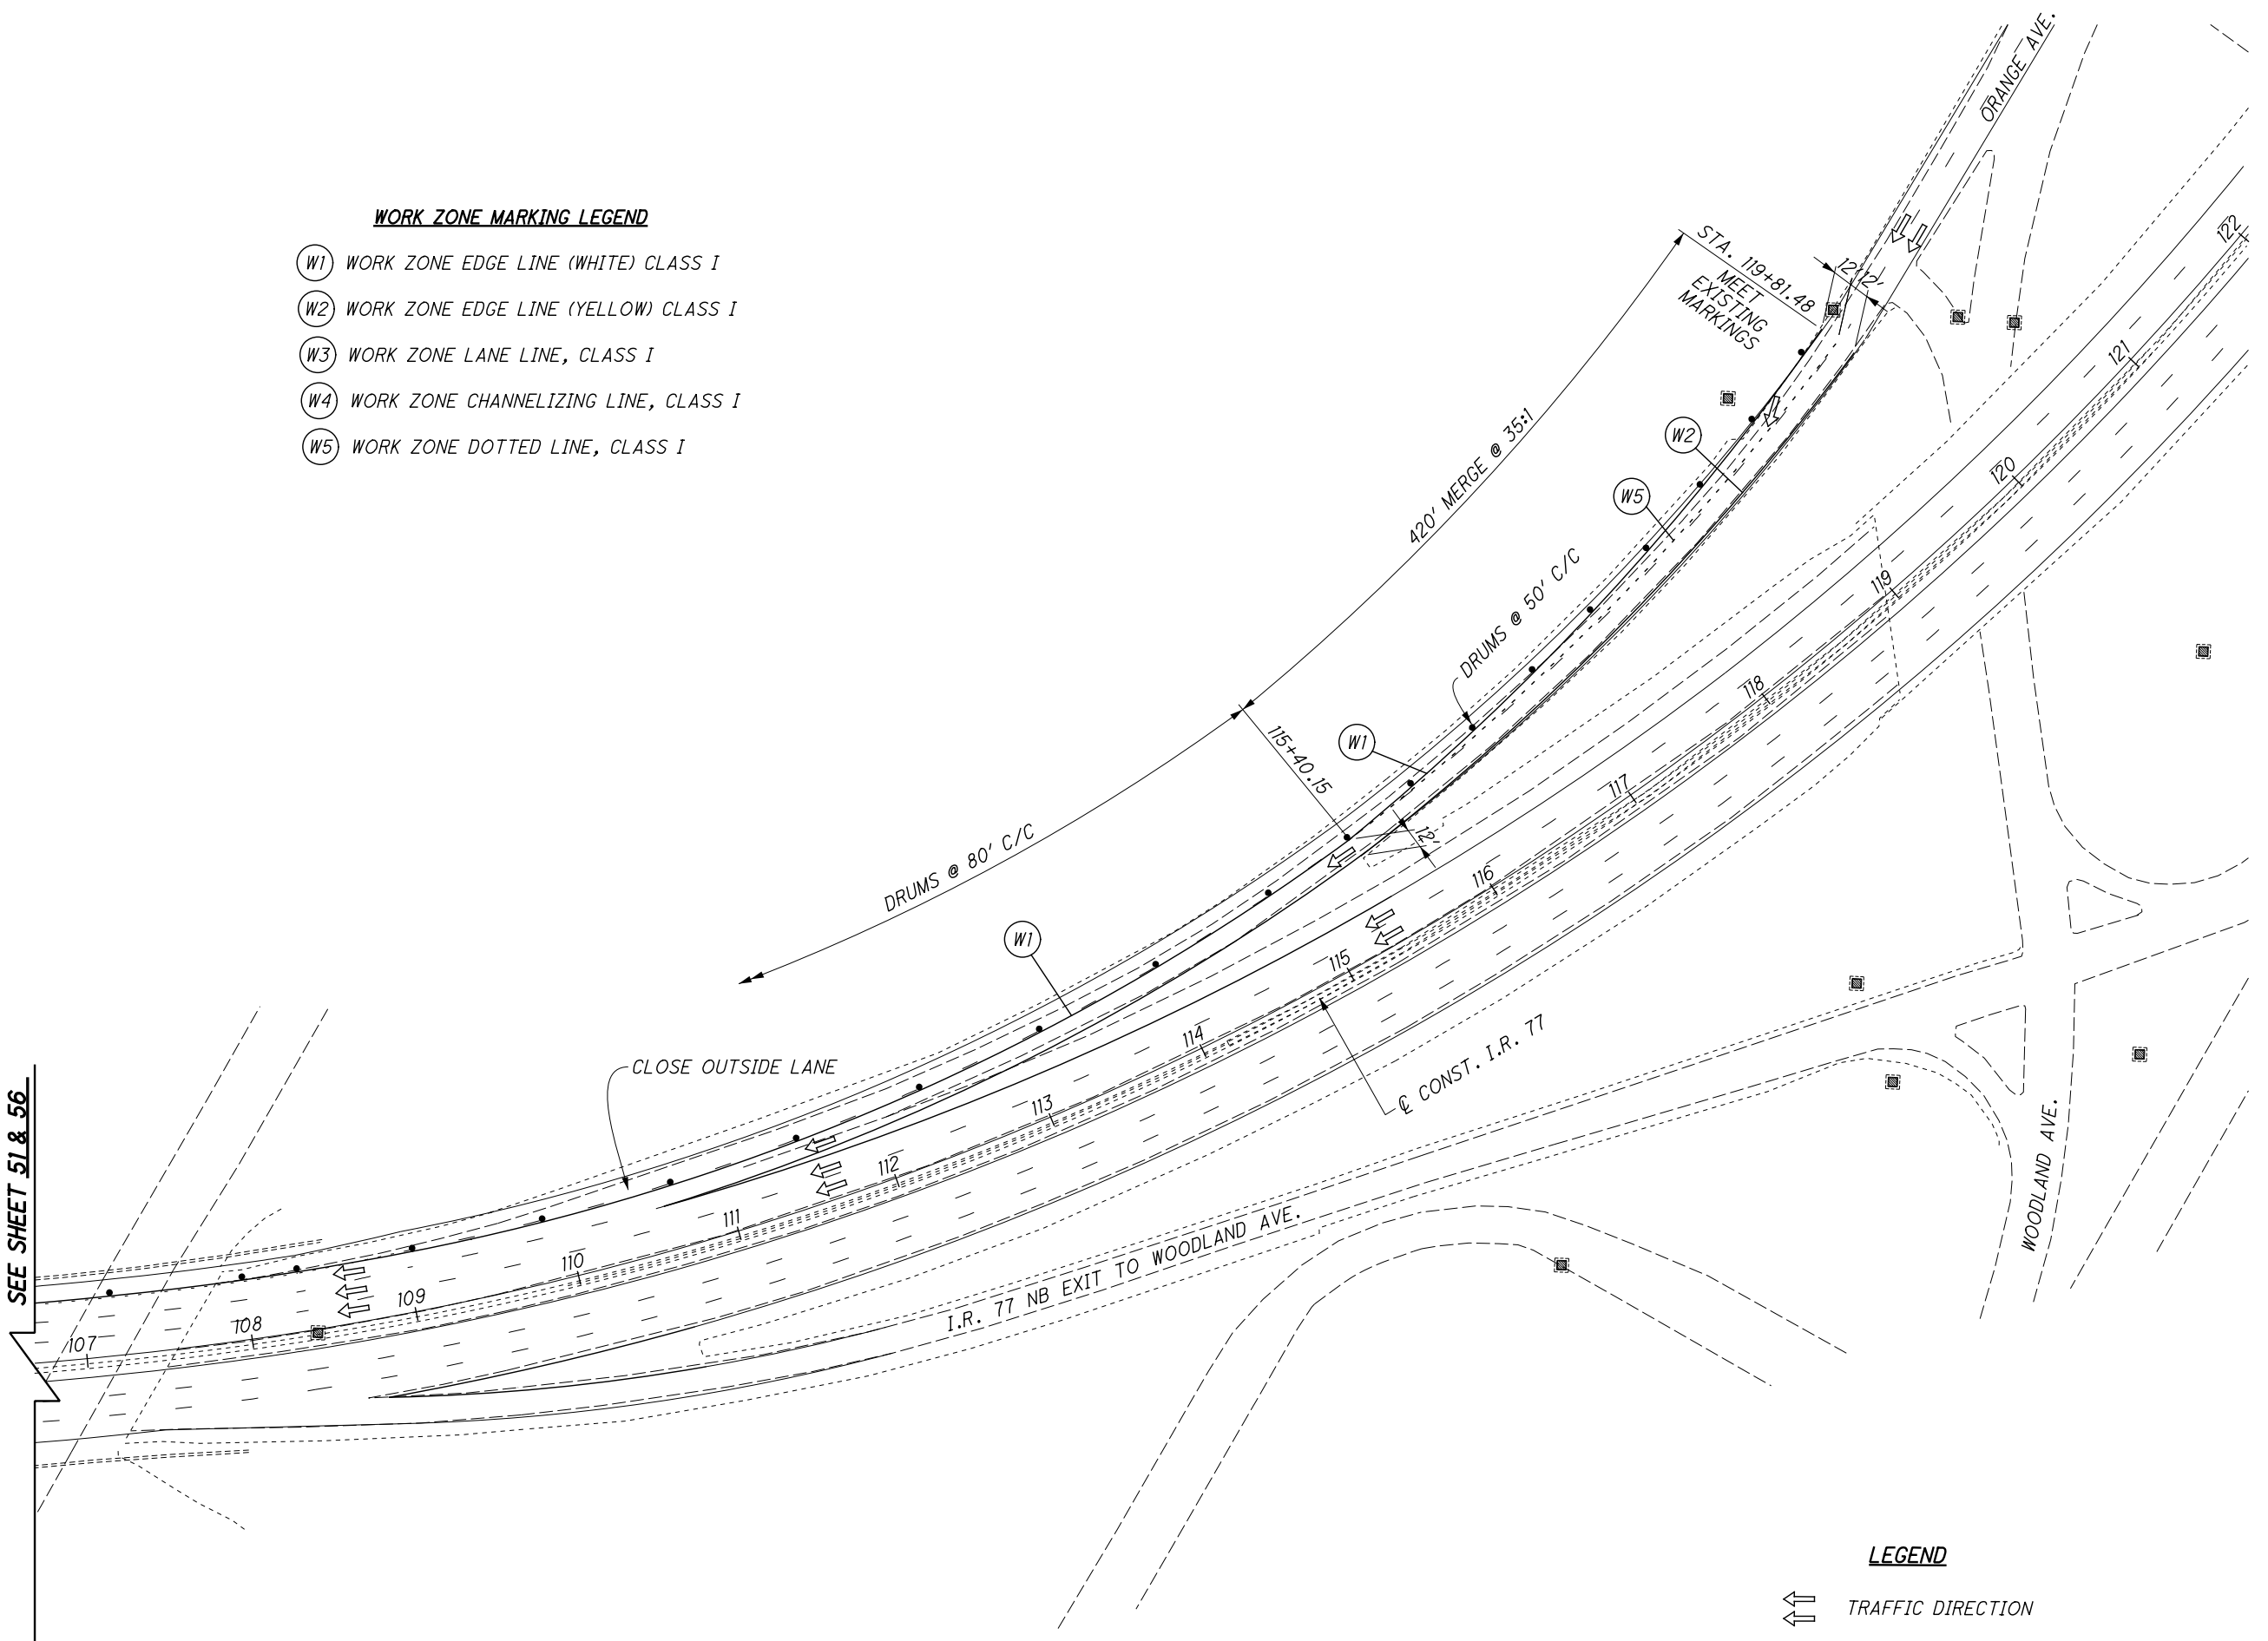 ORANGE AVE.
WORK ZONE MARKING LEGEND
W1 WORK ZONE EDGE LINE (WHITE) CLASS I
W2 WORK ZONE EDGE LINE (YELLOW) CLASS I
W3 WORK ZONE LANE LINE, CLASS I
W4 WORK ZONE CHANNELIZING LINE, CLASS I
W5 WORK ZONE DOTTED LINE, CLASS I
STA. 119+81.48
MEET
EXISTING
MARKINGS
12'
12'
122
121
120
119
118
117
116
115
114
113
112
111
110
109
108
107
420' MERGE @ 35:1
W2
W5
DRUMS @ 50' C/C
W1
115+40.15
12'
DRUMS @ 80' C/C
W1
CLOSE OUTSIDE LANE
℄ CONST. I.R. 77
I.R. 77 NB EXIT TO WOODLAND AVE.
WOODLAND AVE.
SEE SHEET 51 & 56
LEGEND
TRAFFIC DIRECTION